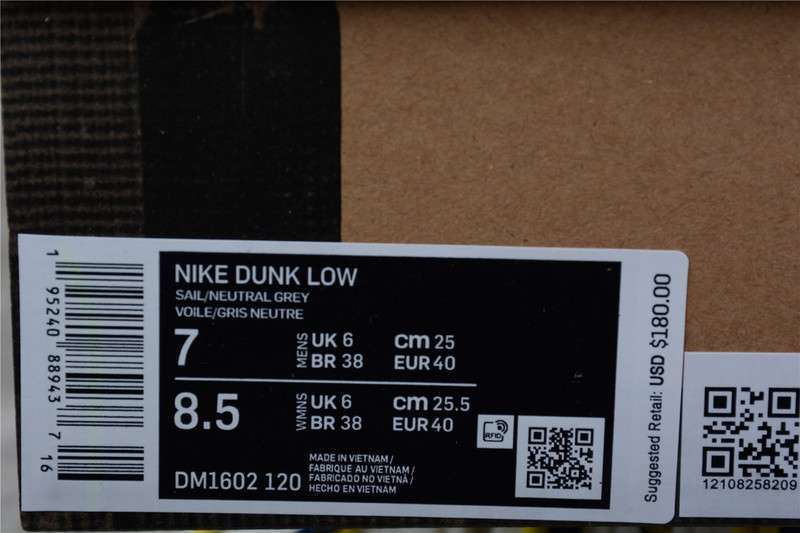 1 95240 88943 7 16
NIKE DUNK LOW
SAIL/NEUTRAL GREY
VOILE/GRIS NEUTRE
7
MENS
UK 6 cm 25
BR 38 EUR 40
8.5
WMNS
UK 6 cm 25.5
BR 38 EUR 40
RFID
DM1602 120
MADE IN VIETNAM /
FABRIQUE AU VIETNAM /
FABRICADO NO VIETNÃ /
HECHO EN VIETNAM
Suggested Retail: USD $180.00
12108258209